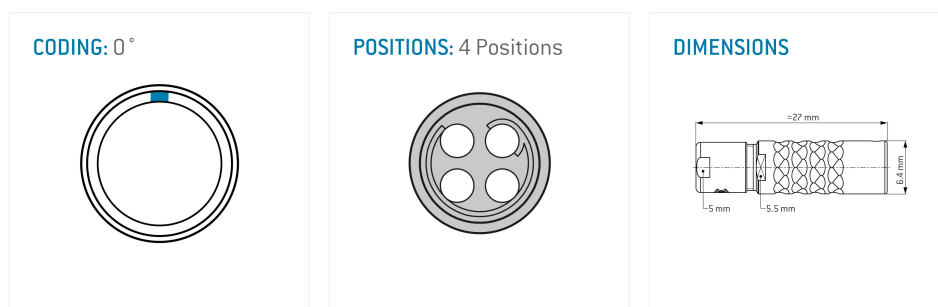 CODING: 0°
POSITIONS: 4 Positions
DIMENSIONS
≈27 mm
6.4 mm
5 mm
5.5 mm